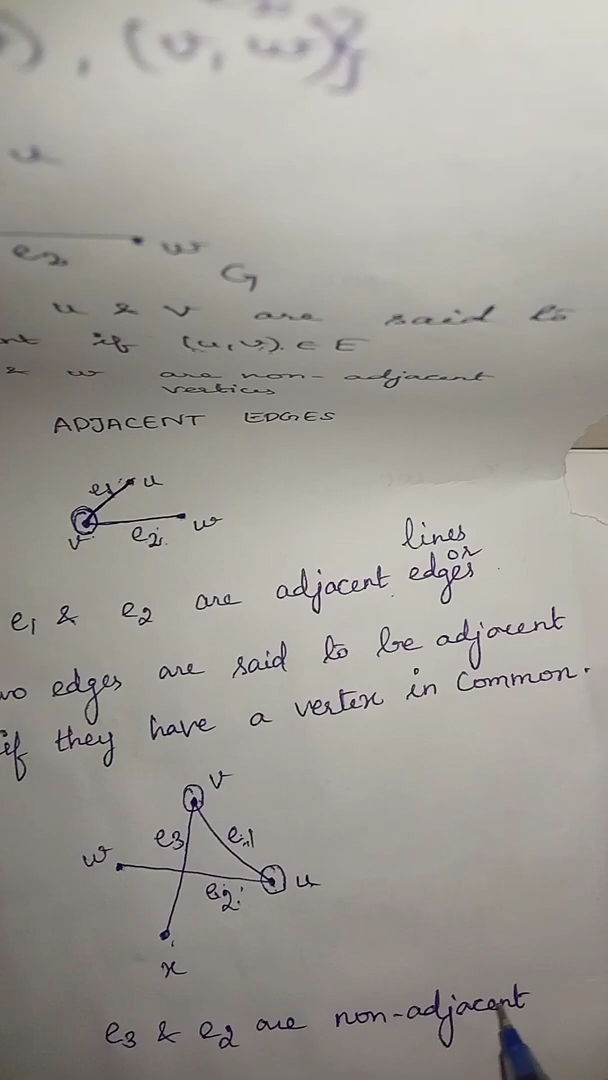 ), (v, w)}
u
e2 w G
u & v are said to
nt if (u,v) ∈ E
& w are non-adjacent
vertices
ADJACENT EDGES
e1 u
v e2 w
lines
or
e1 & e2 are adjacent edges.
wo edges are said to be adjacent
if they have a vertex in common.
v
e3 e1
w
e2 u
x
e3 & e2 are non-adjacent